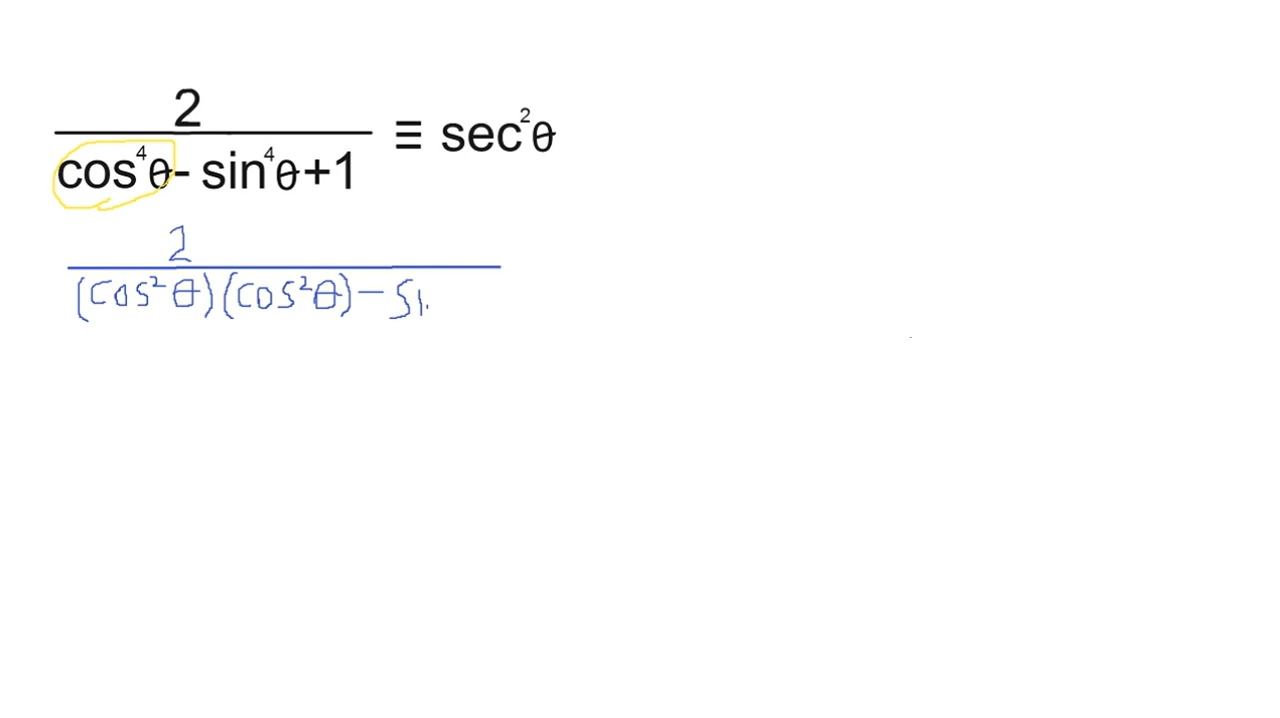 2
cos⁴θ- sin⁴θ+1
≡ sec²θ
2
(cos²θ)(cos²θ) - si